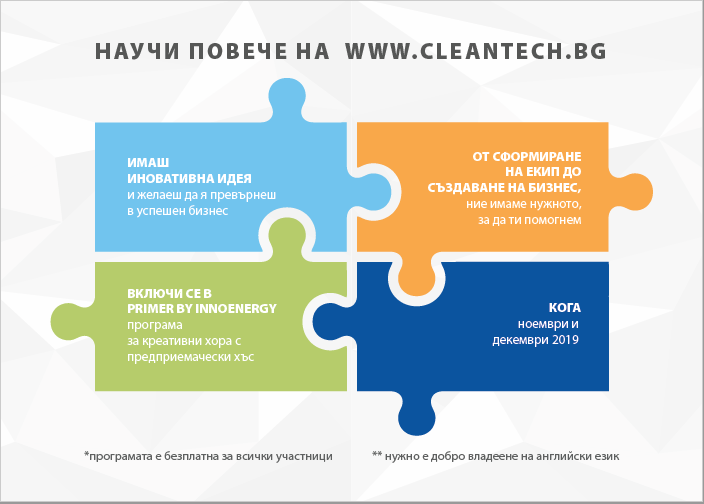 НАУЧИ ПОВЕЧЕ НА WWW.CLEANTECH.BG
ИМАШ
ИНОВАТИВНА ИДЕЯ
и желаеш да я превърнеш
в успешен бизнес
ОТ СФОРМИРАНЕ
НА ЕКИП ДО
СЪЗДАВАНЕ НА БИЗНЕС,
ние имаме нужното,
за да ти помогнем
ВКЛЮЧИ СЕ В
PRIMER BY INNOENERGY
програма
за креативни хора с
предприемачески хъс
КОГА
ноември и
декември 2019
*програмата е безплатна за всички участници
** нужно е добро владеене на английски език